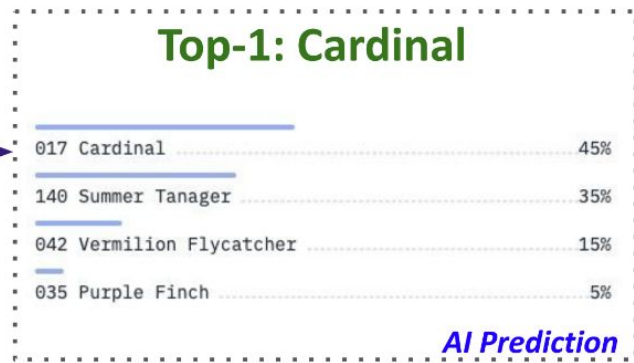 Top-1: Cardinal
017 Cardinal 45%
140 Summer Tanager 35%
042 Vermilion Flycatcher 15%
035 Purple Finch 5%
AI Prediction